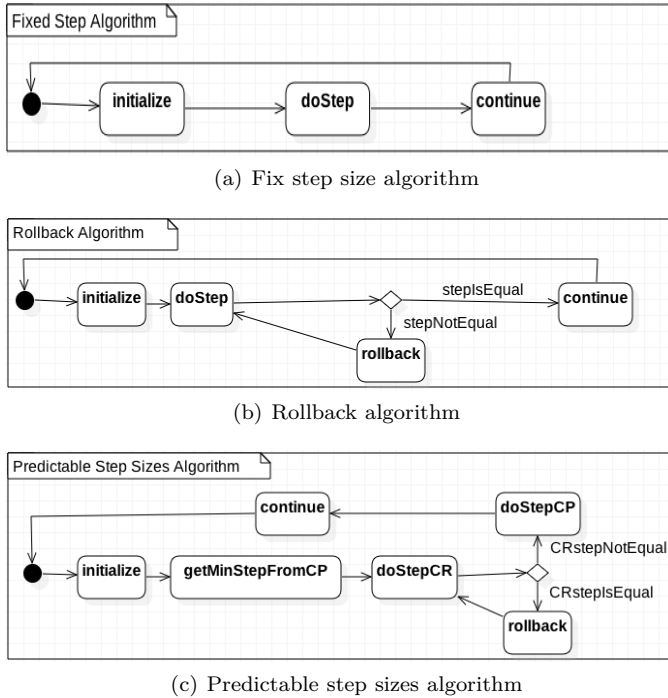 Fixed Step Algorithm
initialize
doStep
continue
(a) Fix step size algorithm
Rollback Algorithm
initialize
doStep
stepIsEqual
continue
stepNotEqual
rollback
(b) Rollback algorithm
Predictable Step Sizes Algorithm
continue
doStepCP
CRstepNotEqual
initialize
getMinStepFromCP
doStepCR
CRstepIsEqual
rollback
(c) Predictable step sizes algorithm